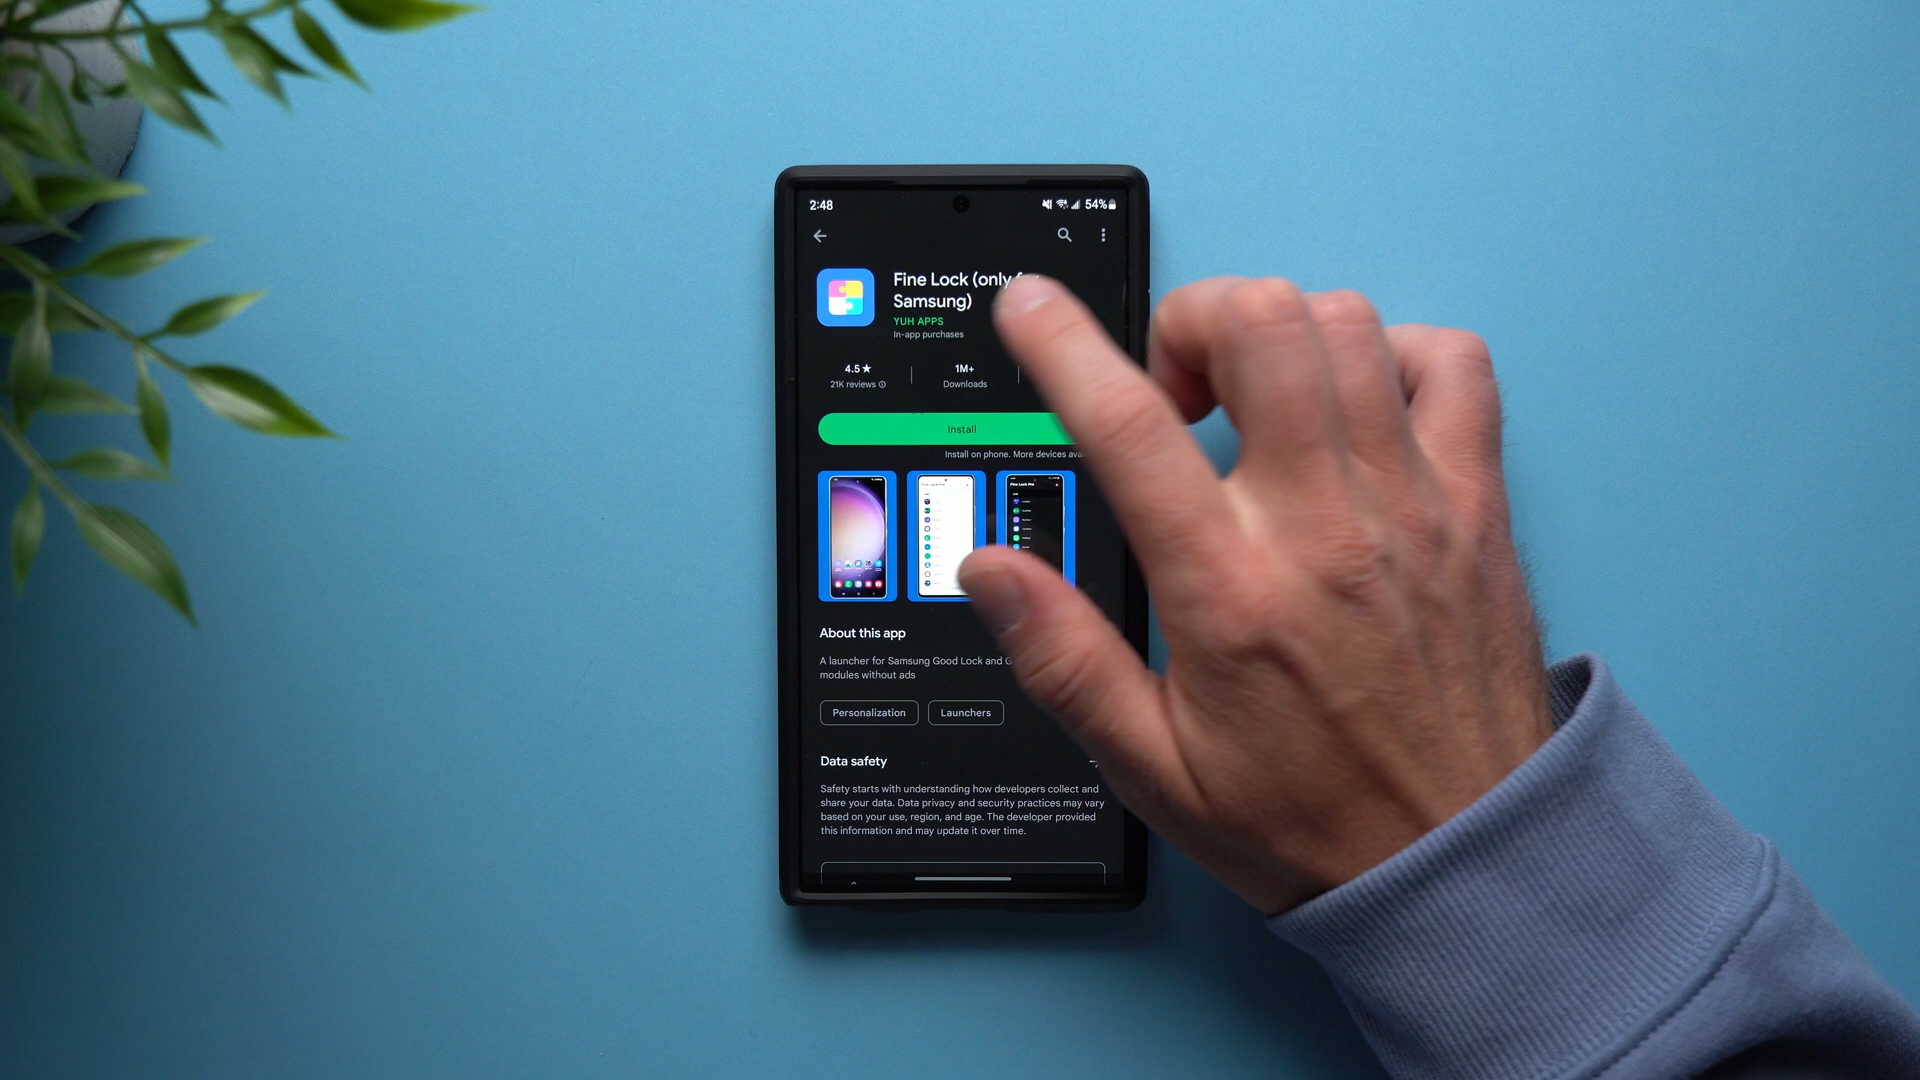 2:48
54%
Fine Lock (only
Samsung)
YUH APPS
In-app purchases
4.5★
1M+
21K reviews
Downloads
Install
Install on phone. More devices
About this app
A launcher for Samsung Good Lock and
modules without ads
Personalization
Launchers
Data safety
Safety starts with understanding how developers collect and
share your data. Data privacy and security practices may vary
based on your use, region, and age. The developer provided
this information and may update it over time.